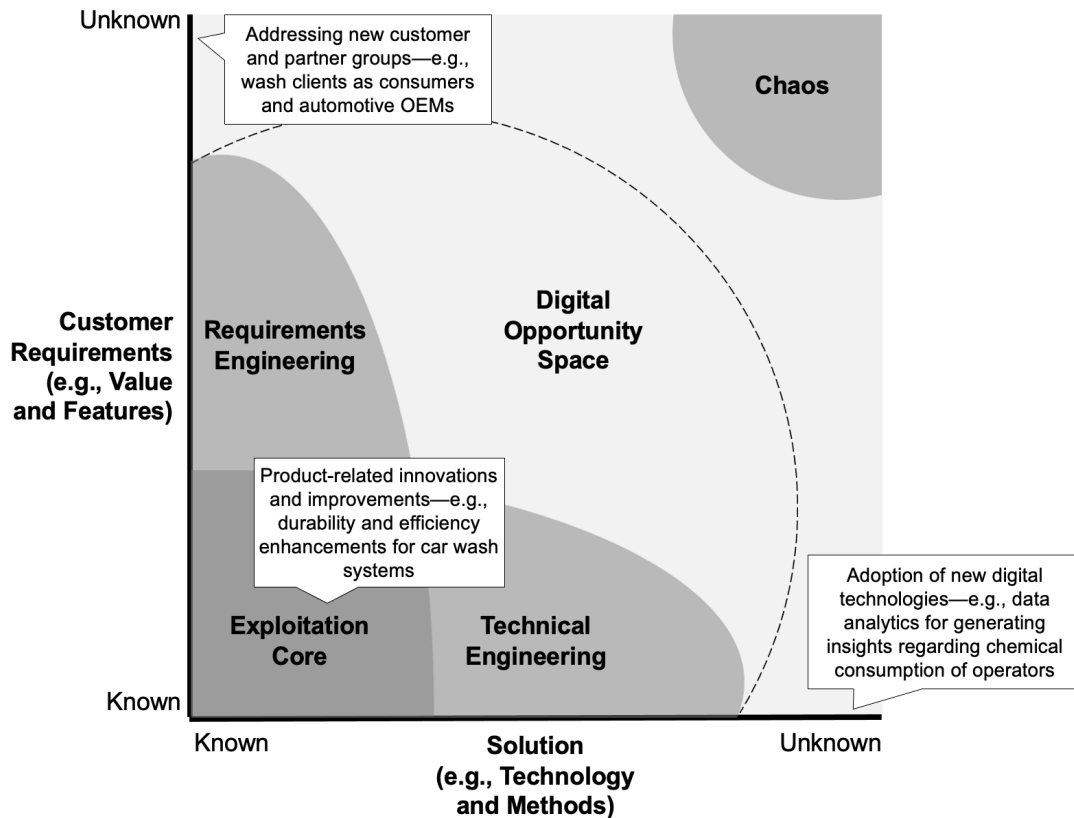 Unknown
Addressing new customer
and partner groups—e.g.,
wash clients as consumers
and automotive OEMs
Chaos
Customer
Requirements
(e.g., Value
and Features)
Requirements
Engineering
Digital
Opportunity
Space
Product-related innovations
and improvements—e.g.,
durability and efficiency
enhancements for car wash
systems
Exploitation
Core
Technical
Engineering
Adoption of new digital
technologies—e.g., data
analytics for generating
insights regarding chemical
consumption of operators
Known
Known
Solution
(e.g., Technology
and Methods)
Unknown